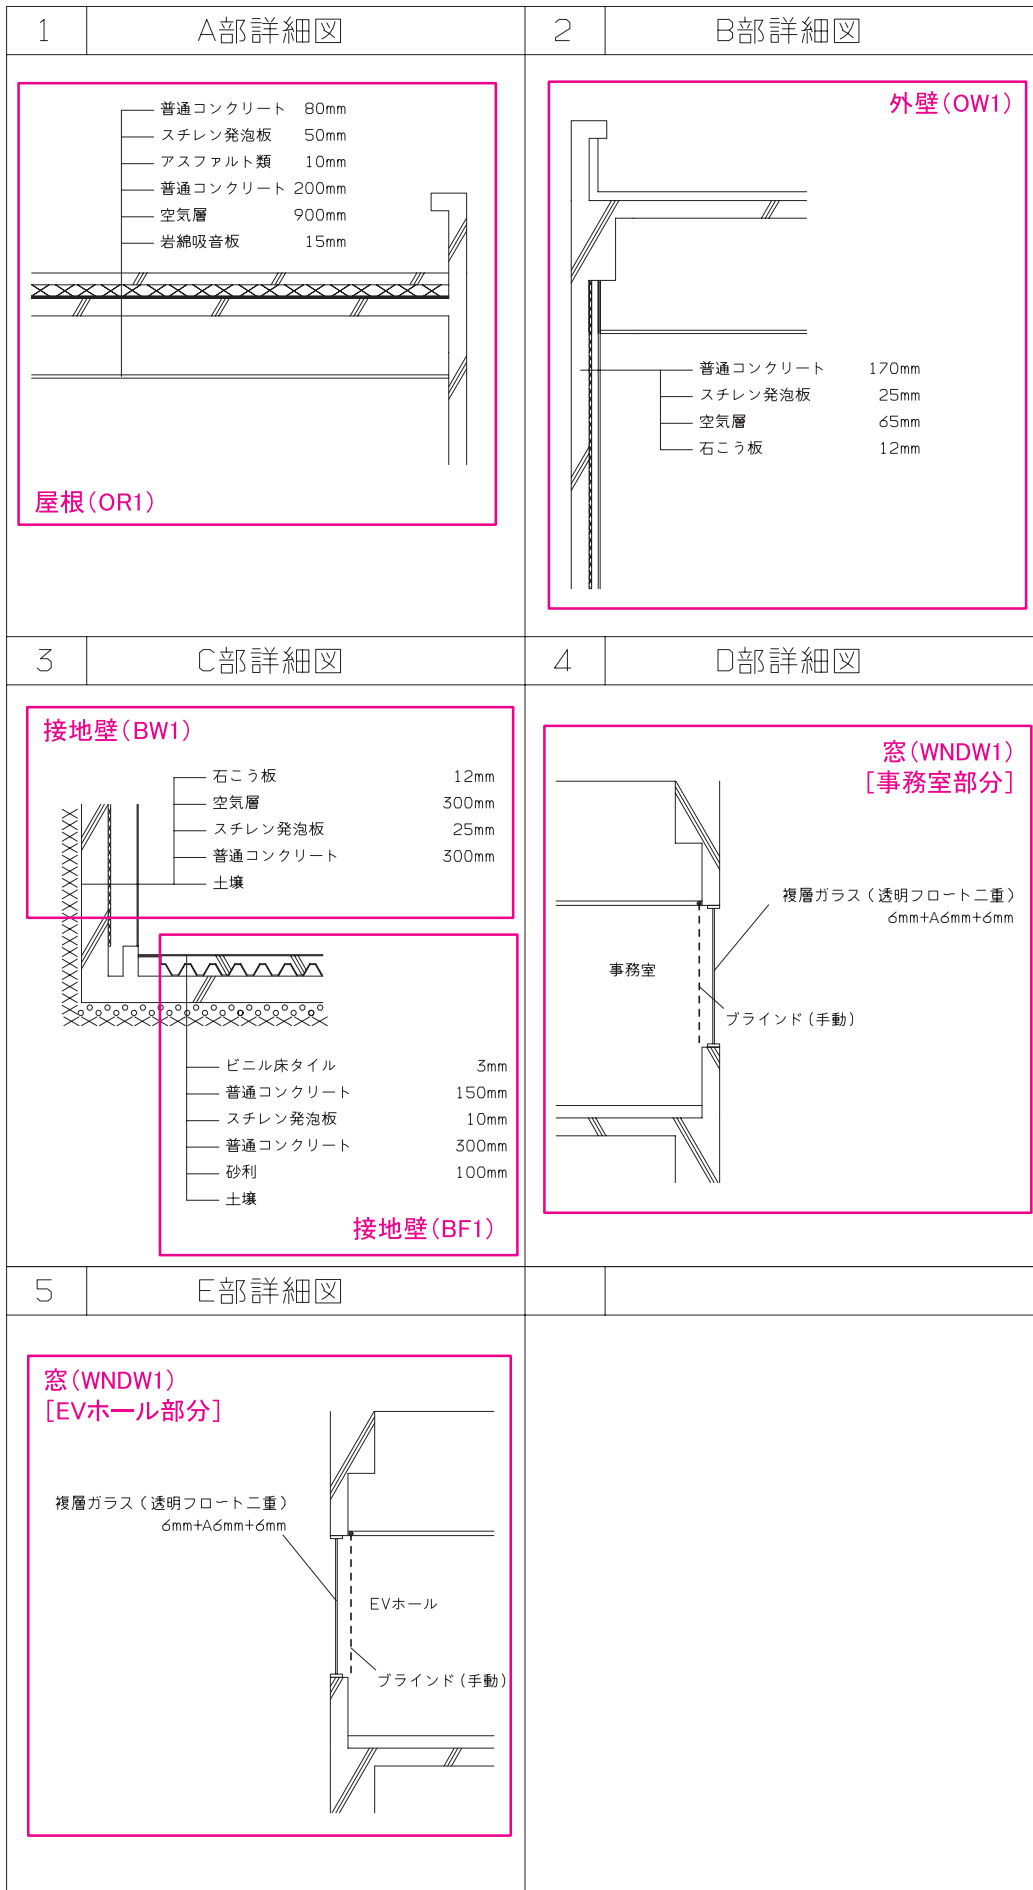 1 A部詳細図
普通コンクリート 80mm
スチレン発泡板 50mm
アスファルト類 10mm
普通コンクリート 200mm
空気層 900mm
岩綿吸音板 15mm
屋根(OR1)
2 B部詳細図
外壁(OW1)
普通コンクリート 170mm
スチレン発泡板 25mm
空気層 65mm
石こう板 12mm
3 C部詳細図
接地壁(BW1)
石こう板 12mm
空気層 300mm
スチレン発泡板 25mm
普通コンクリート 300mm
土壌
ビニル床タイル 3mm
普通コンクリート 150mm
スチレン発泡板 10mm
普通コンクリート 300mm
砂利 100mm
土壌
接地壁(BF1)
4 D部詳細図
窓(WNDW1)
[事務室部分]
複層ガラス(透明フロート二重)
6mm+A6mm+6mm
事務室
ブラインド(手動)
5 E部詳細図
窓(WNDW1)
[EVホール部分]
複層ガラス(透明フロート二重)
6mm+A6mm+6mm
EVホール
ブラインド(手動)